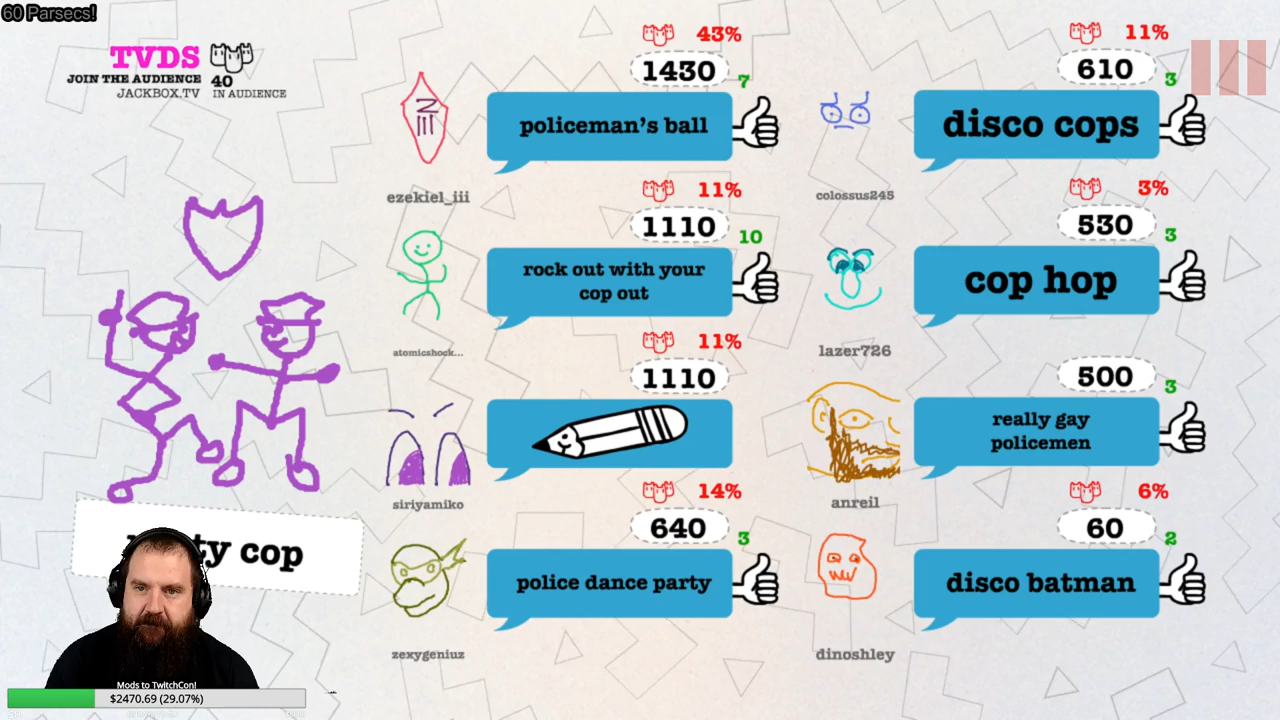 60 Parsecs!
TVDS
JOIN THE AUDIENCE
JACKBOX.TV
40
IN AUDIENCE
43%
1430
7
policeman's ball
ezekiel_iii
11%
1110
10
rock out with your
cop out
atomicshock...
11%
1110
siriyamiko
14%
640
3
police dance party
zexygeniuz
11%
610
3
disco cops
colossus245
3%
530
3
cop hop
lazer726
500
3
really gay
policemen
anreil
6%
60
2
disco batman
dinoshley
cop
Mods to TwitchCon!
$2470.69 (29.07%)